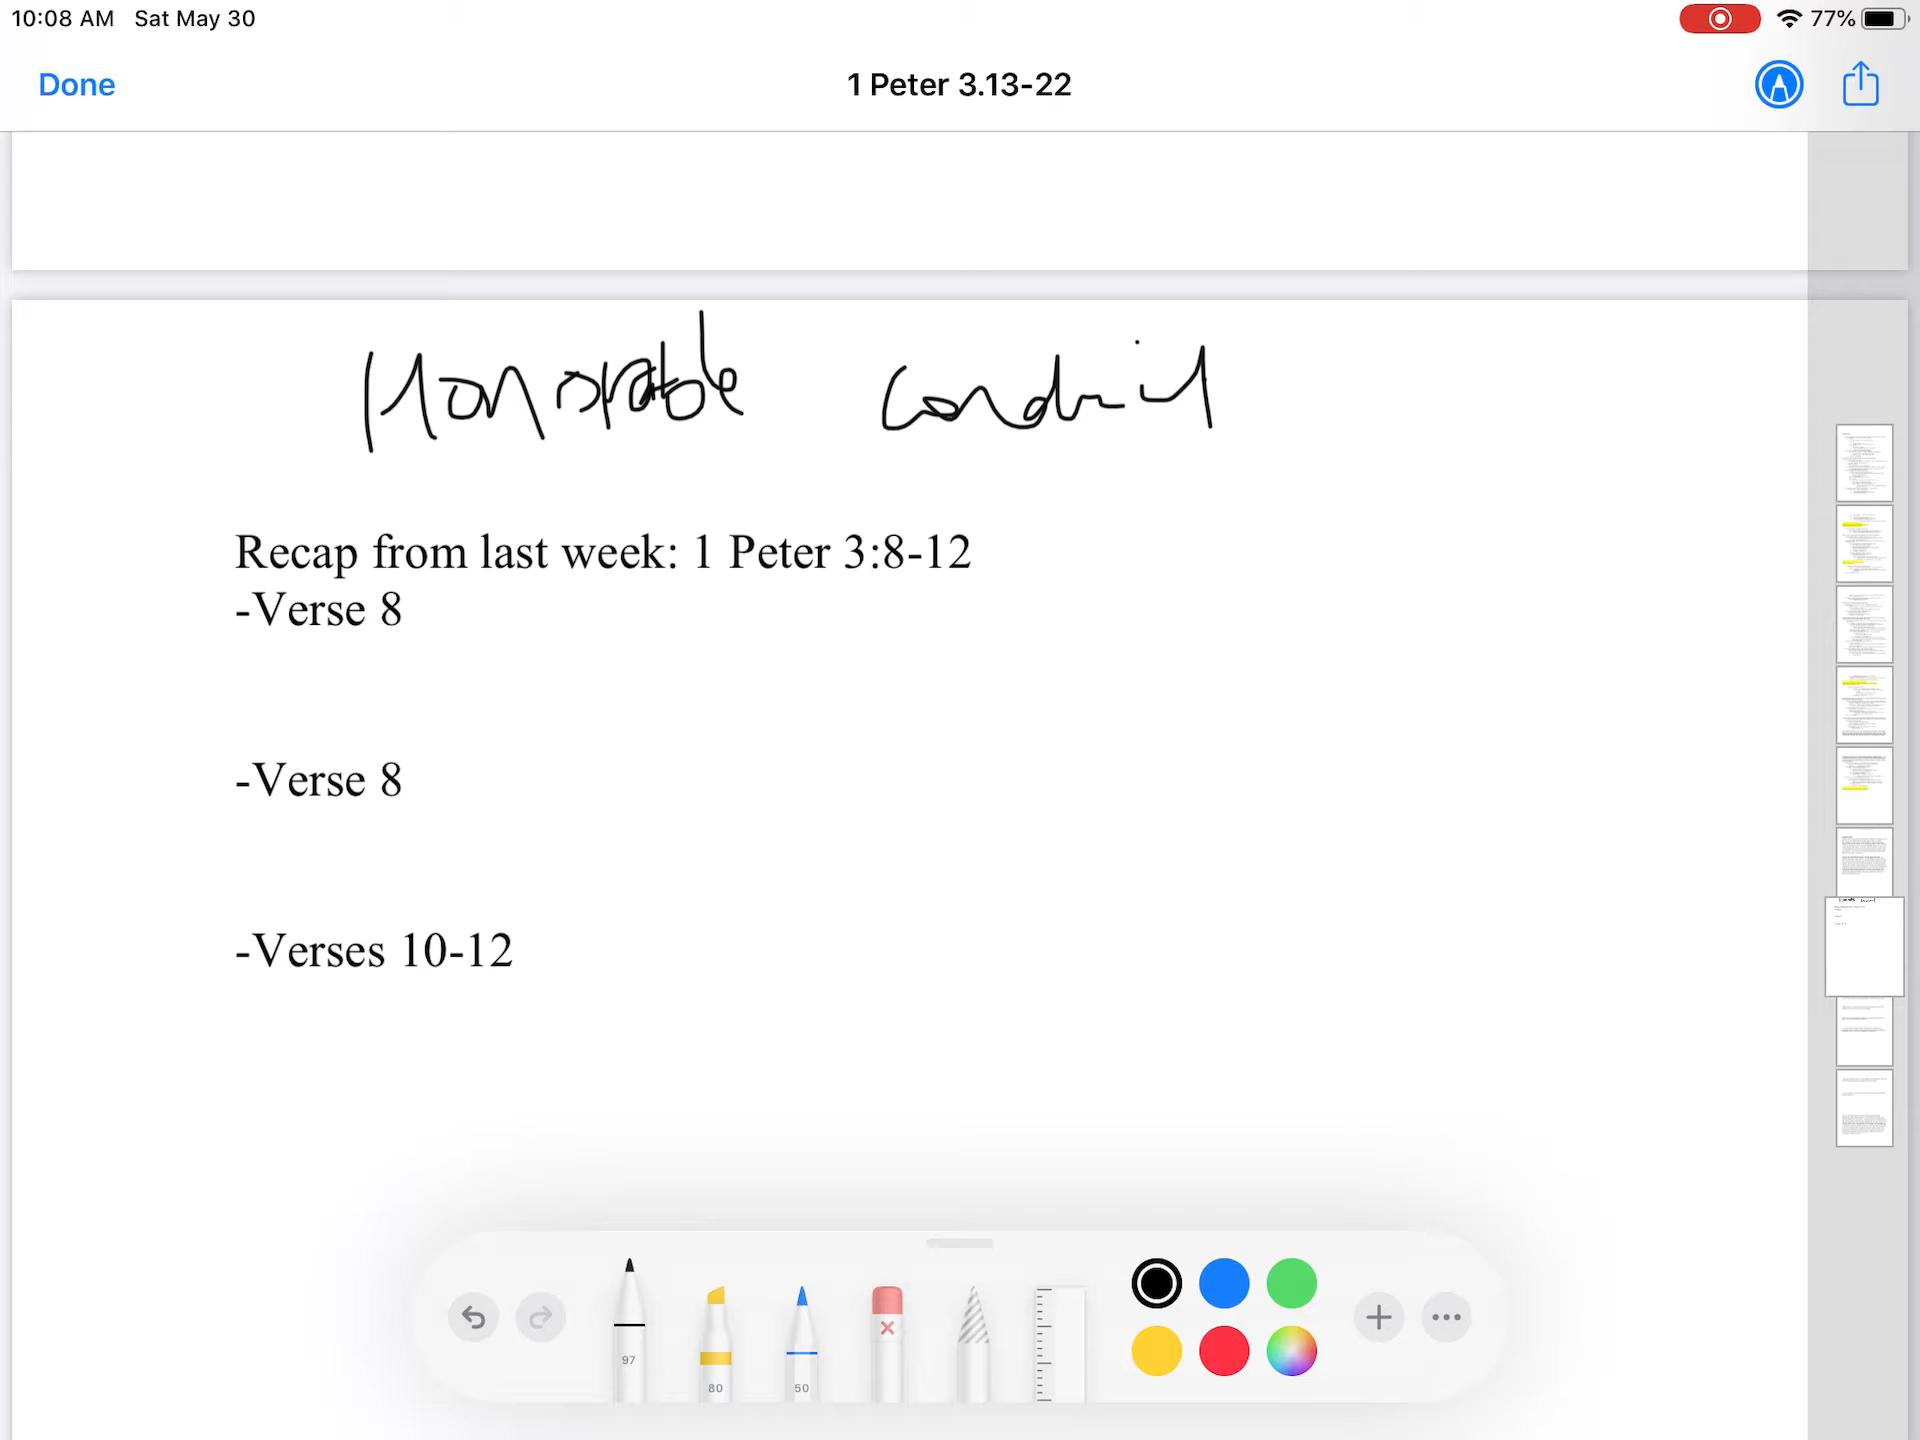 10:08 AM Sat May 30
77%
Done
1 Peter 3.13-22
Honorable
Recap from last week: 1 Peter 3:8-12
-Verse 8
-Verse 8
-Verses 10-12
97
80
50